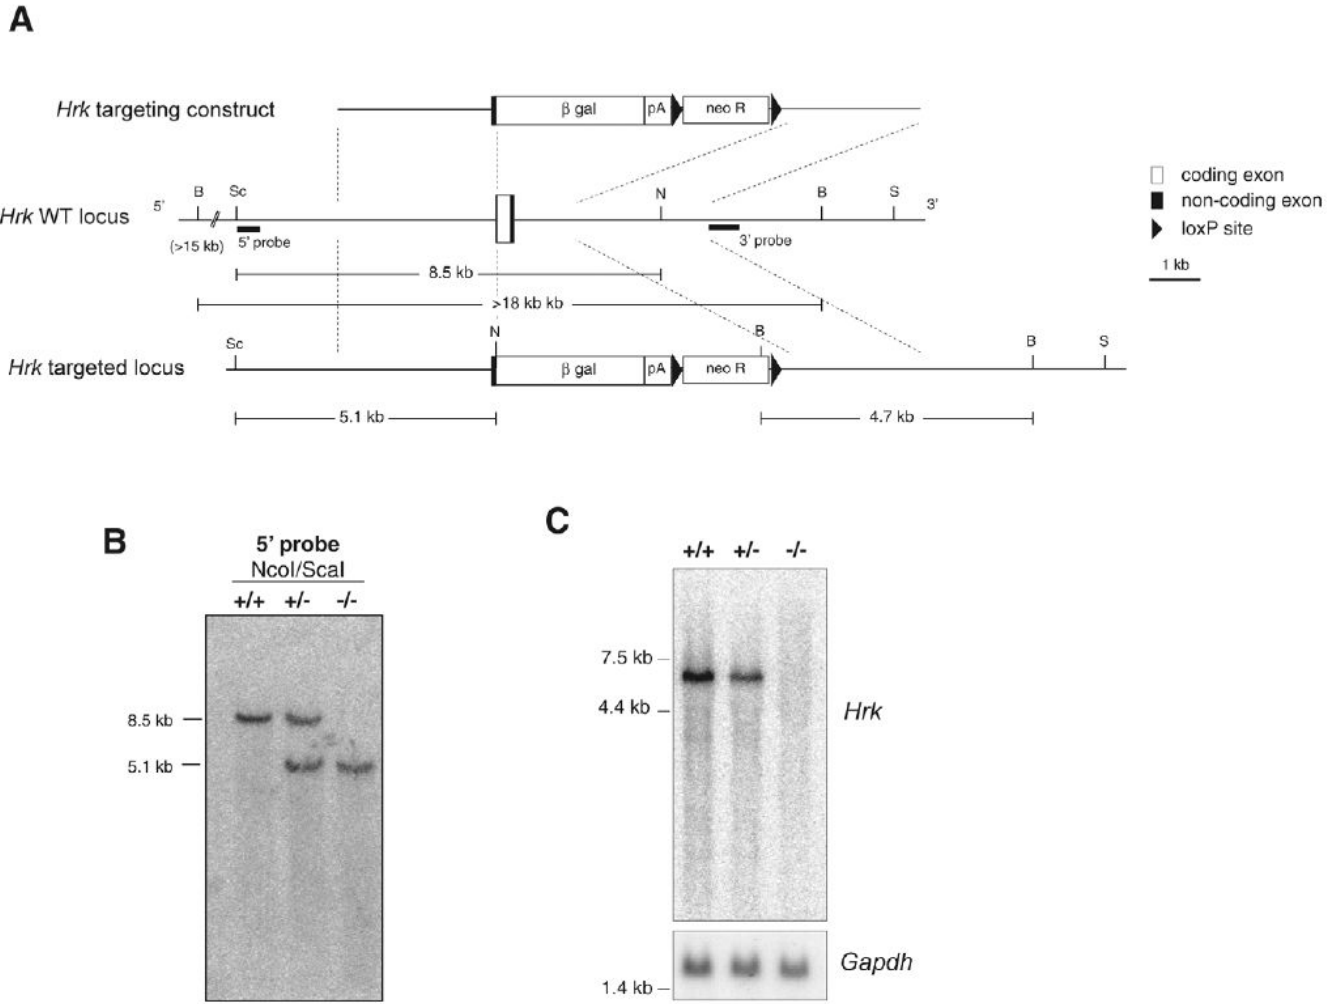 A
Hrk targeting construct
β gal pA neo R
5' B Sc N B S 3'
Hrk WT locus
(>15 kb) 5' probe 3' probe
coding exon
non-coding exon
loxP site
1 kb
8.5 kb
>18 kb kb
Sc N B B S
Hrk targeted locus
β gal pA neo R
5.1 kb 4.7 kb
B
5' probe
NcoI/ScaI
+/+ +/- -/-
8.5 kb
5.1 kb
C
+/+ +/- -/-
7.5 kb
4.4 kb
Hrk
Gapdh
1.4 kb